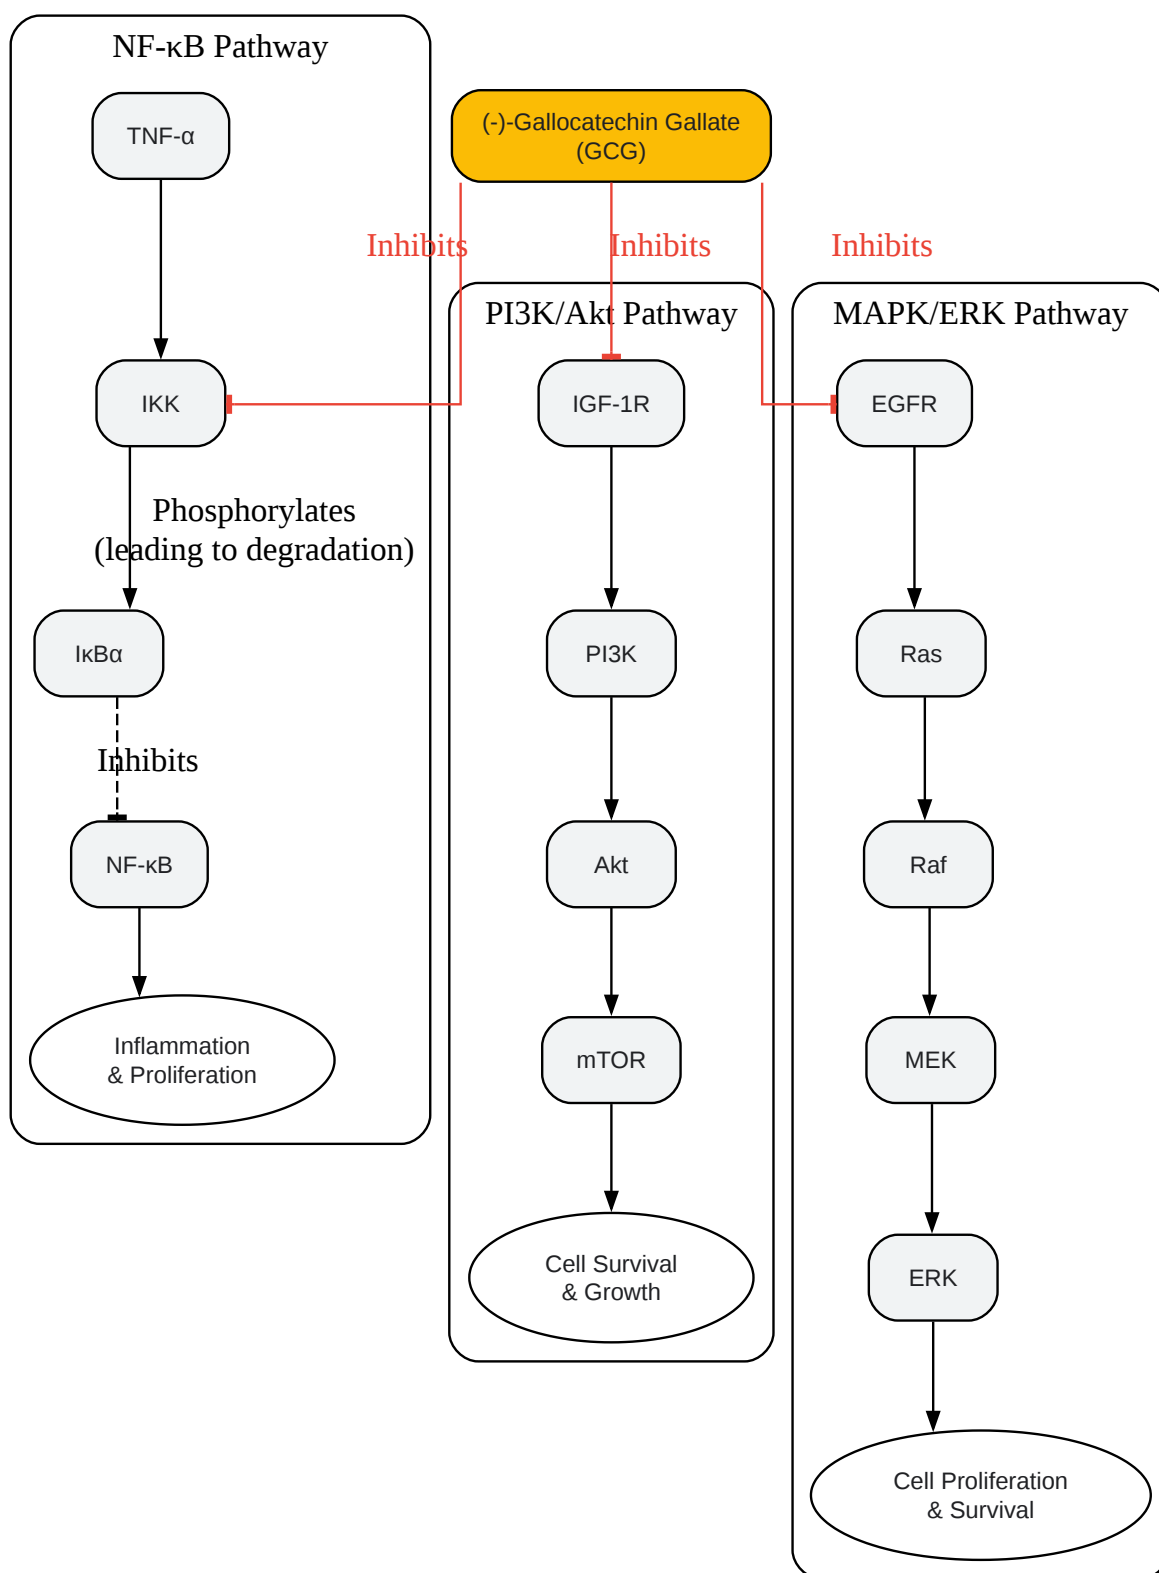 NF-κB Pathway
TNF-α
(-)-Gallocatechin Gallate
(GCG)
Inhibits
Inhibits
Inhibits
PI3K/Akt Pathway
MAPK/ERK Pathway
IKK
IGF-1R
EGFR
Phosphorylates
(leading to degradation)
IκBα
PI3K
Ras
Inhibits
NF-κB
Akt
Raf
Inflammation
& Proliferation
mTOR
MEK
Cell Survival
& Growth
ERK
Cell Proliferation
& Survival